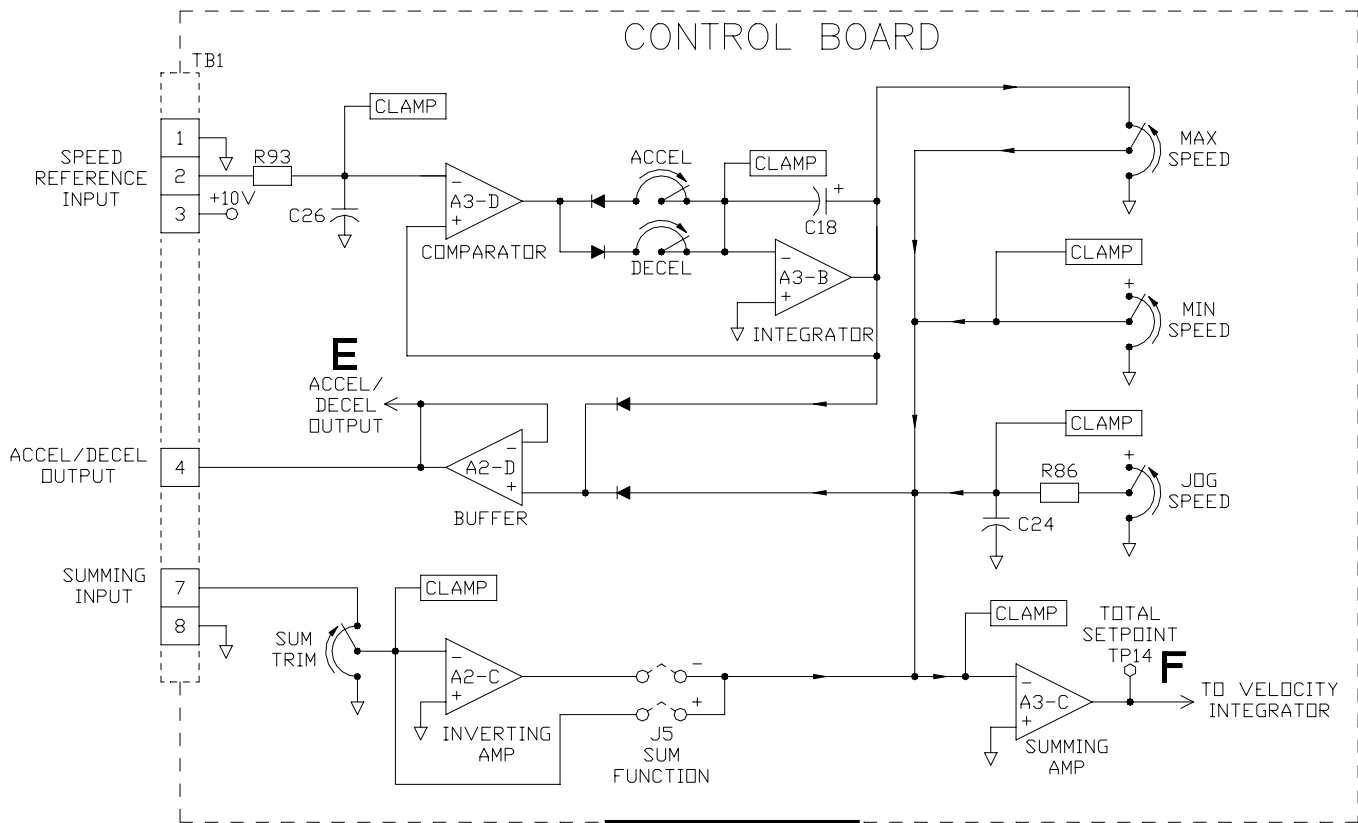 CONTROL BOARD
TB1
1
2
3
SPEED
REFERENCE
INPUT
R93
+10V
C26
CLAMP
−
A3-D
+
COMPARATOR
ACCEL
DECEL
CLAMP
+
C18
−
A3-B
+
INTEGRATOR
MAX
SPEED
CLAMP
+
MIN
SPEED
E
ACCEL/
DECEL
OUTPUT
ACCEL/DECEL
OUTPUT
4
−
A2-D
+
BUFFER
CLAMP
R86
C24
+
JOG
SPEED
SUMMING
INPUT
7
8
SUM
TRIM
CLAMP
−
A2-C
+
INVERTING
AMP
−
+
J5
SUM
FUNCTION
CLAMP
TOTAL
SETPOINT
TP14
F
−
A3-C
+
SUMMING
AMP
TO VELOCITY
INTEGRATOR